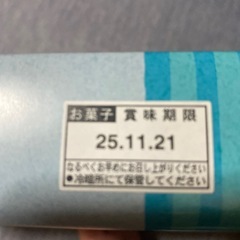 お菓子 賞味期限
25.11.21
なるべくお早めにお召し上がりください
●冷暗所にて保管してください